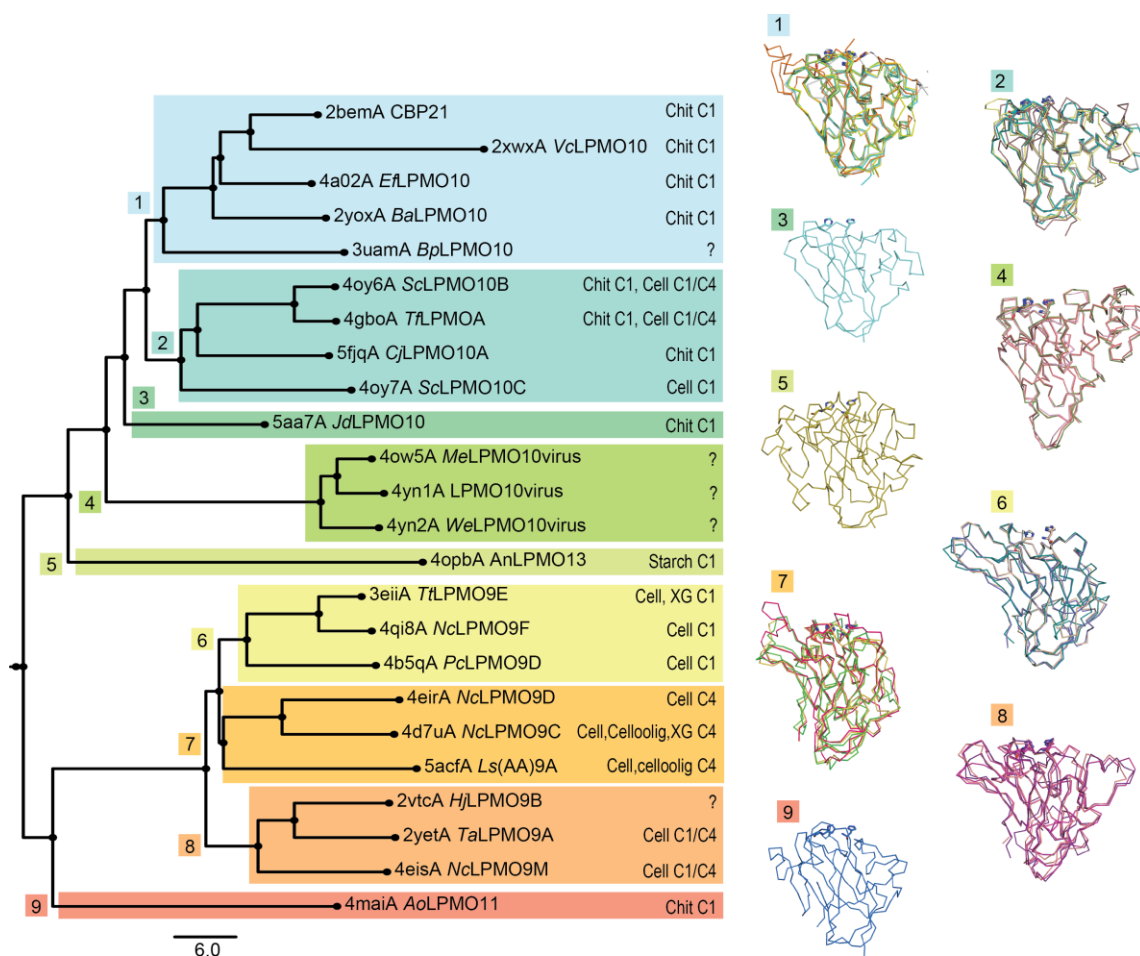 1
2bemA CBP21 Chit C1
2xwxA VcLPMO10 Chit C1
4a02A EfLPMO10 Chit C1
2yoxA BaLPMO10 Chit C1
3uamA BpLPMO10 ?
2
4oy6A ScLPMO10B Chit C1, Cell C1/C4
4gboA TfLPMOA Chit C1, Cell C1/C4
5fjqA CjLPMO10A Chit C1
4oy7A ScLPMO10C Cell C1
3
5aa7A JdLPMO10 Chit C1
4
4ow5A MeLPMO10virus ?
4yn1A LPMO10virus ?
4yn2A WeLPMO10virus ?
5
4opbA AnLPMO13 Starch C1
6
3eiiA TtLPMO9E Cell, XG C1
4qi8A NcLPMO9F Cell C1
4b5qA PcLPMO9D Cell C1
7
4eirA NcLPMO9D Cell C4
4d7uA NcLPMO9C Cell,Celloolig,XG C4
5acfA Ls(AA)9A Cell,celloolig C4
8
2vtcA HjLPMO9B ?
2yetA TaLPMO9A Cell C1/C4
4eisA NcLPMO9M Cell C1/C4
9
4maiA AoLPMO11 Chit C1
6.0
1
2
3
4
5
6
7
8
9